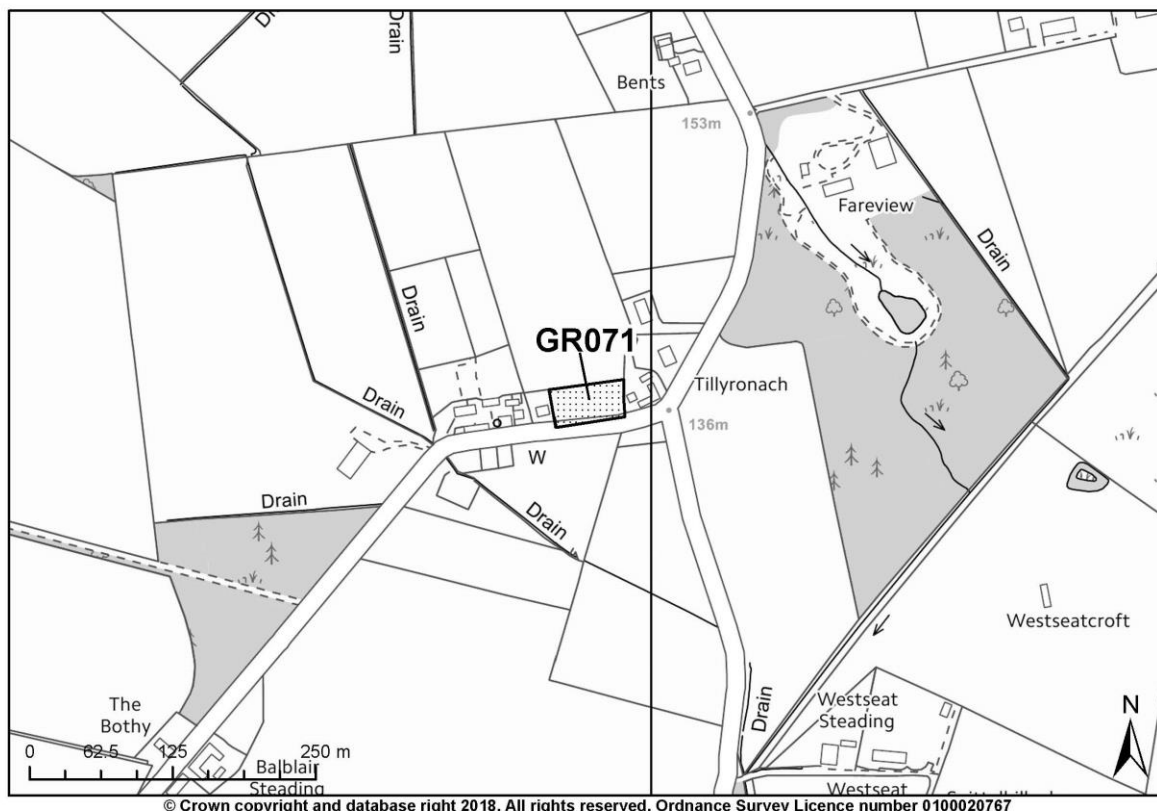 Drain
Bents
153m
Fareview
Drain
Drain
GR071
Tillyronach
136m
Drain
W
Drain
Drain
Westseatcroft
Westseat
Steading
Drain
The
Bothy
N
0 62.5 125 250 m
Balblair
Steading
Westseat
© Crown copyright and database right 2018. All rights reserved. Ordnance Survey Licence number 0100020767